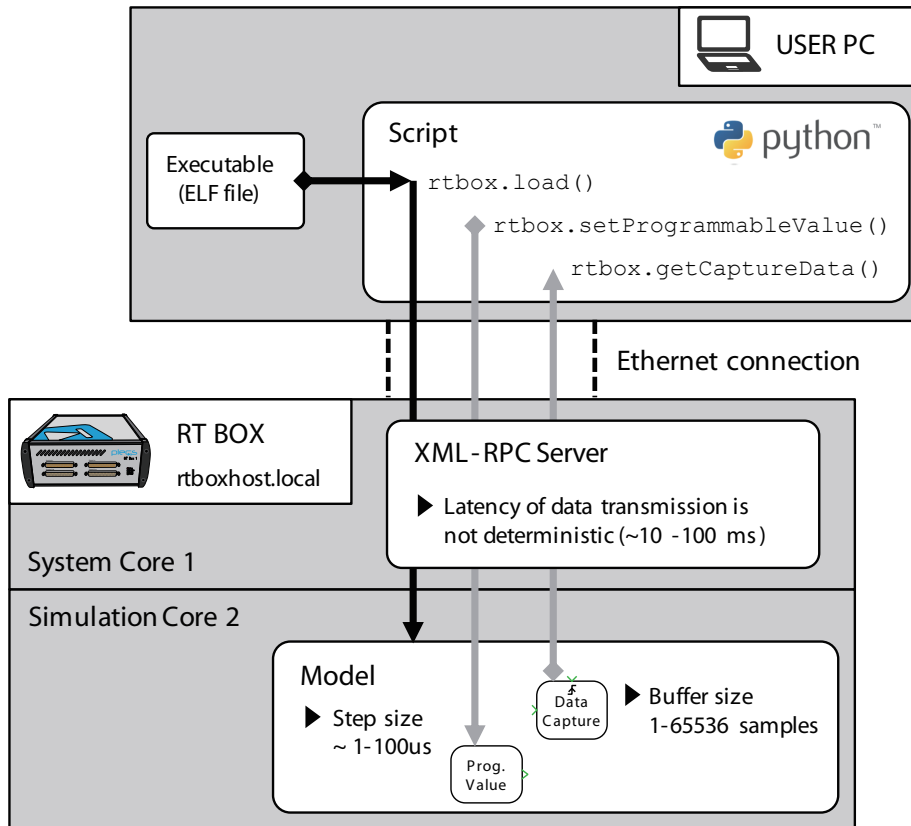 USER PC
Script
python™
Executable
(ELF file)
rtbox.load()
rtbox.setProgrammableValue()
rtbox.getCaptureData()
Ethernet connection
plecs
RT BOX
rtboxhost.local
XML-RPC Server
Latency of data transmission is
not deterministic (~10 -100 ms)
System Core 1
Simulation Core 2
Model
Step size
~ 1-100us
Data
Capture
Buffer size
1-65536 samples
Prog.
Value